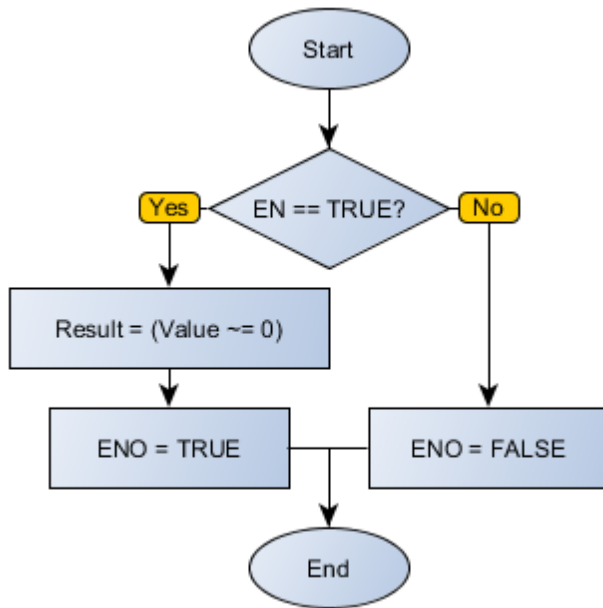 Start
EN == TRUE?
Yes
No
Result = (Value ~= 0)
ENO = TRUE
ENO = FALSE
End